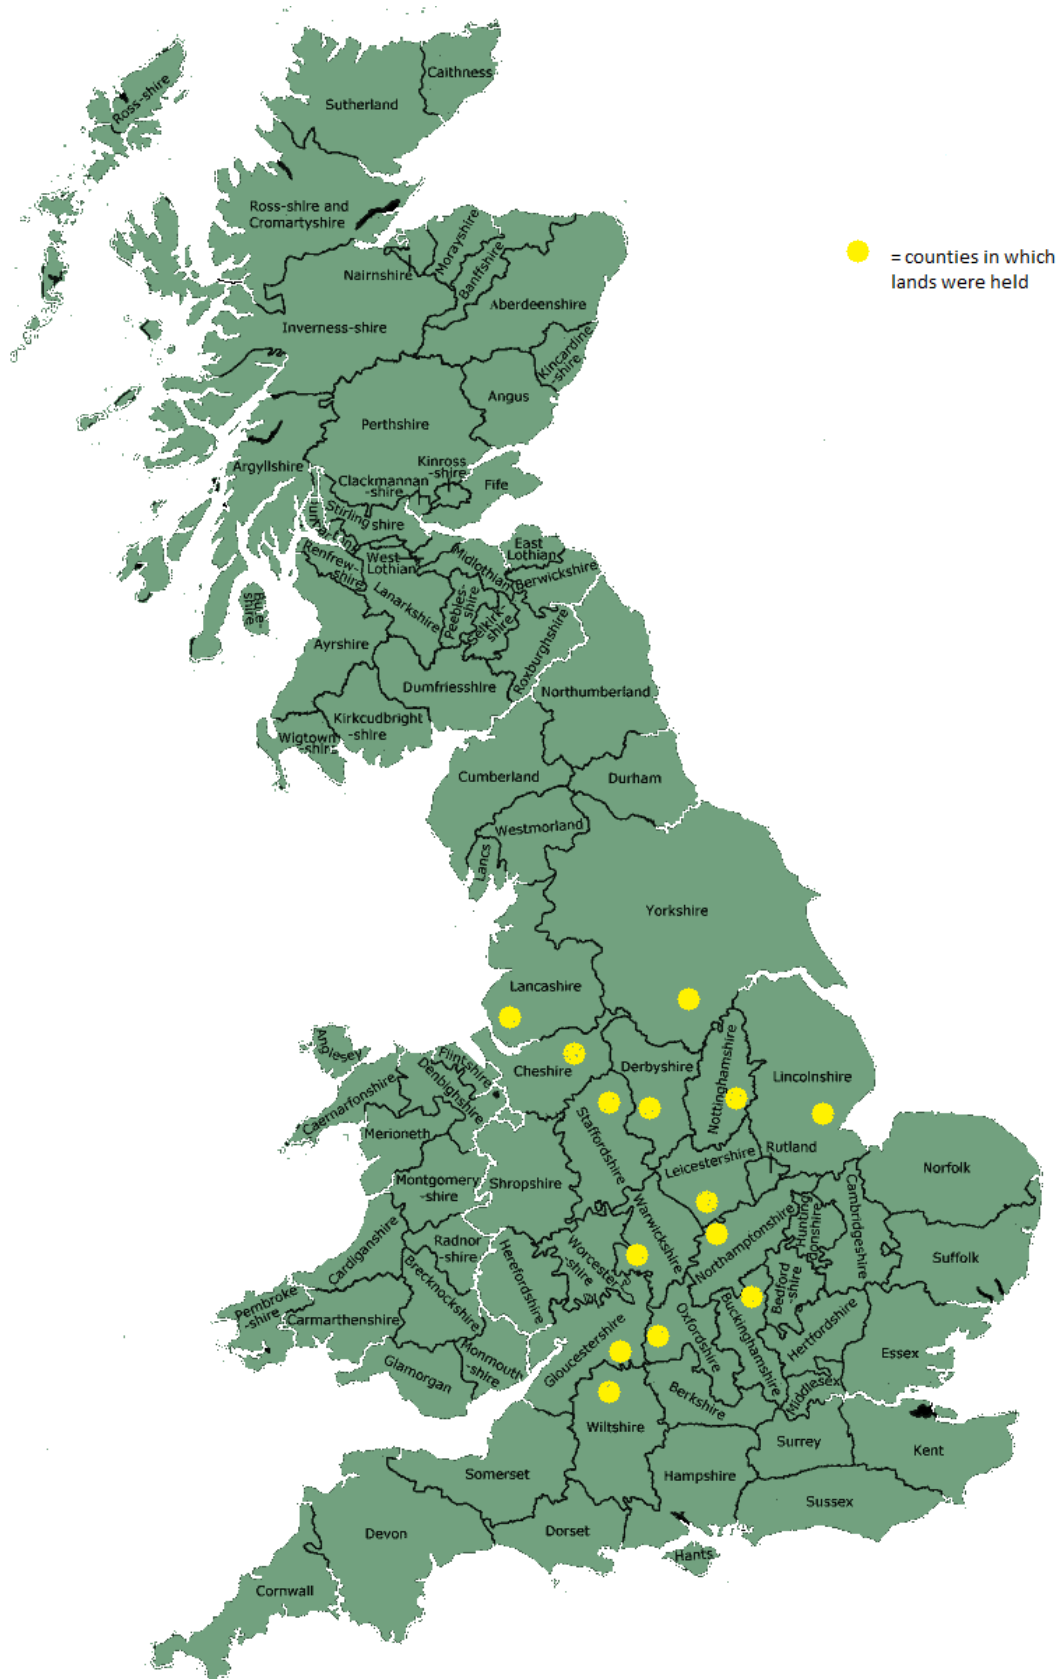 Ross-shire
Caithness
Sutherland
Ross-shire and
Cromartyshire
Morayshire
Nairnshire
Banffshire
= counties in which
lands were held
Aberdeenshire
Inverness-shire
Kincardine
-shire
Angus
Perthshire
Kinross
-shire
Argyllshire
Clackmannan
-shire
Fife
Stirling shire
East
Lothian
Renfrew-
shire
West
Lothian
Midlothian
Berwickshire
Lanarkshire
Peebles-
shire
Selkirk-
shire
Bute-
shire
Ayrshire
Roxburghshire
Dumfriesshire
Northumberland
Kirkcudbright
-shire
Wigtown
-shire
Cumberland
Durham
Westmorland
Lancs
Yorkshire
Lancashire
Anglesey
Flintshire
Cheshire
Derbyshire
Nottinghamshire
Lincolnshire
Denbighshire
Caernarfonshire
Merioneth
Staffordshire
Leicestershire
Rutland
Norfolk
Montgomery
-shire
Shropshire
Warwickshire
Northamptonshire
Hunting
donshire
Cambridgeshire
Cardiganshire
Radnor
-shire
Herefordshire
Worcester
-shire
Suffolk
Brecknockshire
Bedford
-shire
Pembroke
-shire
Carmarthenshire
Gloucestershire
Oxfordshire
Buckinghamshire
Hertfordshire
Essex
Monmouth
-shire
Glamorgan
Berkshire
Middlesex
Wiltshire
Surrey
Kent
Somerset
Hampshire
Sussex
Devon
Dorset
Hants
Cornwall